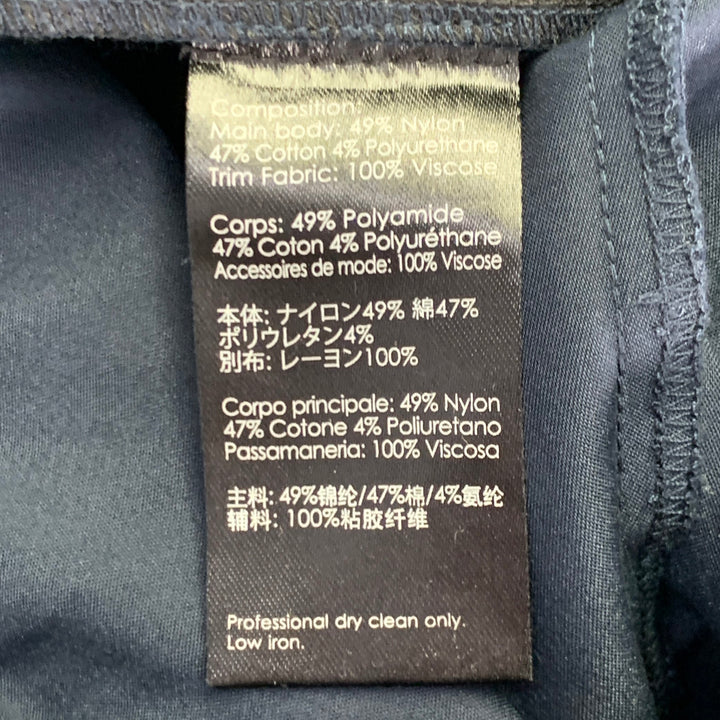 Composition:
Main body: 49% Nylon
47% Cotton 4% Polyurethane
Trim Fabric: 100% Viscose
Corps: 49% Polyamide
47% Coton 4% Polyuréthane
Accessoires de mode: 100% Viscose
本体: ナイロン49% 綿47%
ポリウレタン4%
別布: レーヨン100%
Corpo principale: 49% Nylon
47% Cotone 4% Poliuretano
Passamaneria: 100% Viscosa
主料: 49%锦纶/47%棉/4%氨纶
辅料: 100%粘胶纤维
Professional dry clean only.
Low iron.